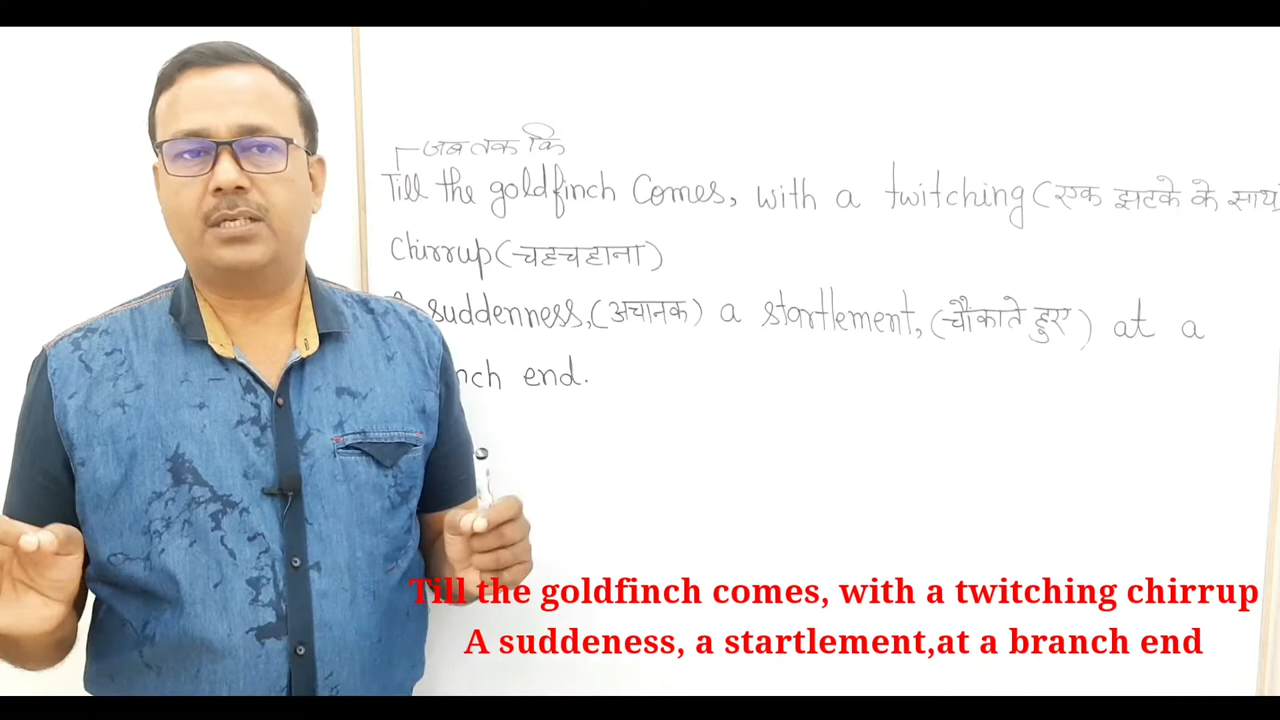 जब तक कि
Till the goldfinch Comes, with a twitching (एक झटके के साथ
Chirrup (चहचहाना)
suddenness, (अचानक) a startlement, (चौंकाते हुए) at a
nch end.
Till the goldfinch comes, with a twitching chirrup
A suddeness, a startlement,at a branch end